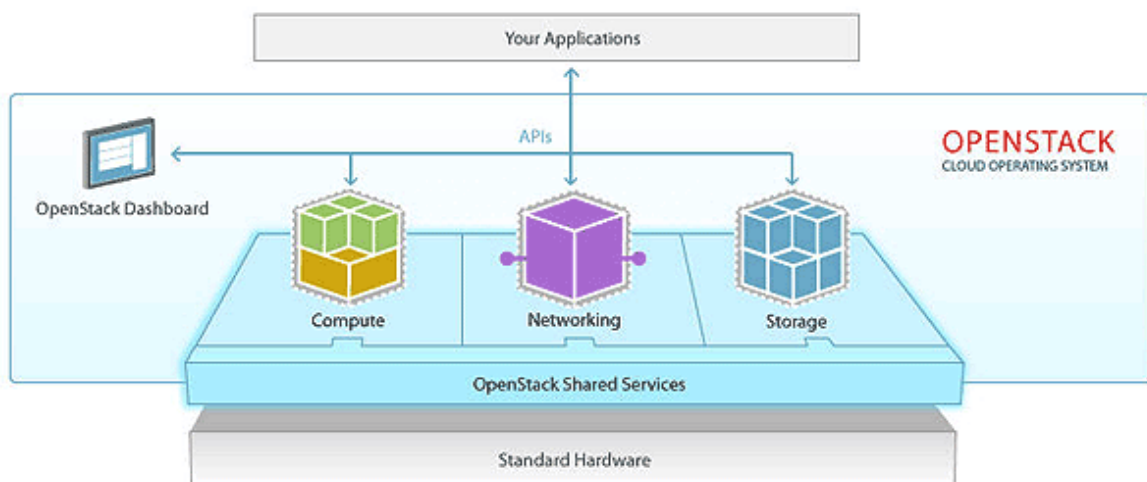 Your Applications
APIs
OPENSTACK
CLOUD OPERATING SYSTEM
OpenStack Dashboard
Compute
Networking
Storage
OpenStack Shared Services
Standard Hardware